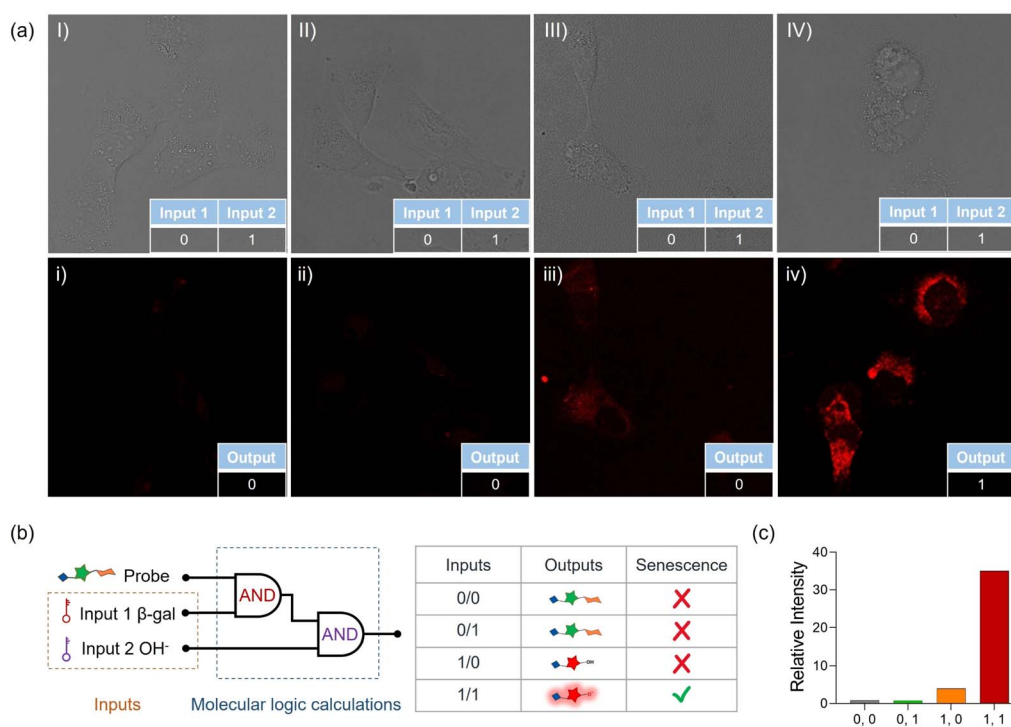 (a)
I)
II)
III)
IV)
Input 1 Input 2
0 1
Input 1 Input 2
0 1
Input 1 Input 2
0 1
Input 1 Input 2
0 1
i)
ii)
iii)
iv)
Output
0
Output
0
Output
0
Output
1
(b)
Probe
Input 1 β-gal
Input 2 OH⁻
AND
AND
Inputs
Molecular logic calculations
Inputs Outputs Senescence
0/0
0/1
1/0 OH
1/1
(c)
Relative Intensity
40
30
20
10
0
0, 0 0, 1 1, 0 1, 1